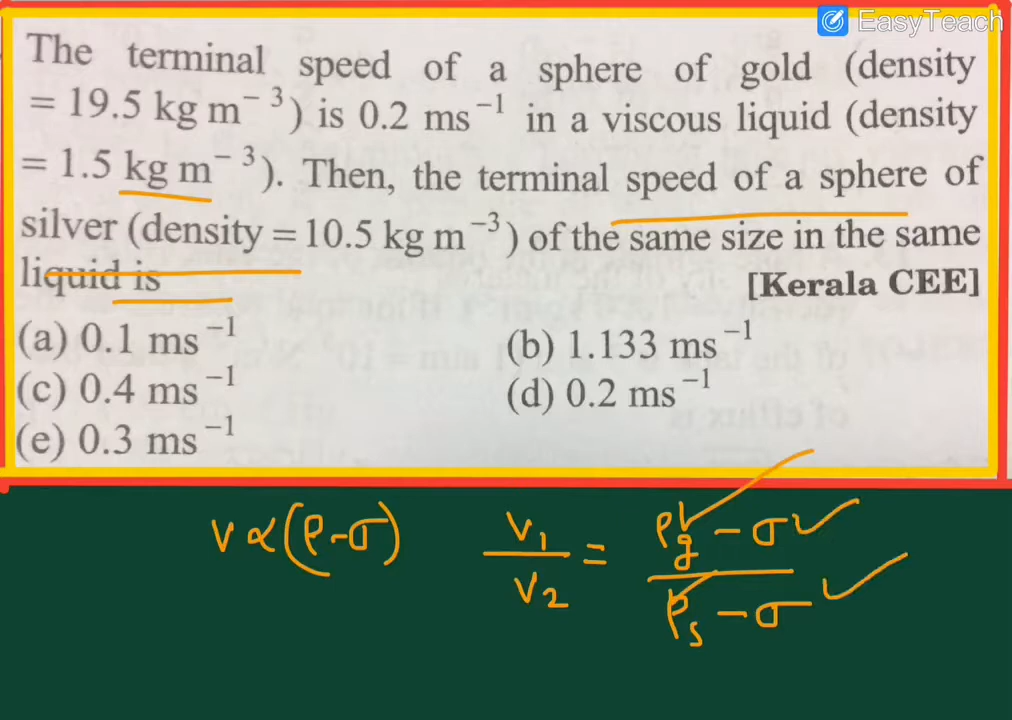 EasyTeach
The terminal speed of a sphere of gold (density
= 19.5 kg m⁻³) is 0.2 ms⁻¹ in a viscous liquid (density
= 1.5 kg m⁻³). Then, the terminal speed of a sphere of
silver (density = 10.5 kg m⁻³) of the same size in the same
liquid is [Kerala CEE]
(a) 0.1 ms⁻¹ (b) 1.133 ms⁻¹
(c) 0.4 ms⁻¹ (d) 0.2 ms⁻¹
(e) 0.3 ms⁻¹
v ∝ (ρ-σ) v₁/v₂ = (ρg - σ)/(ρs - σ)